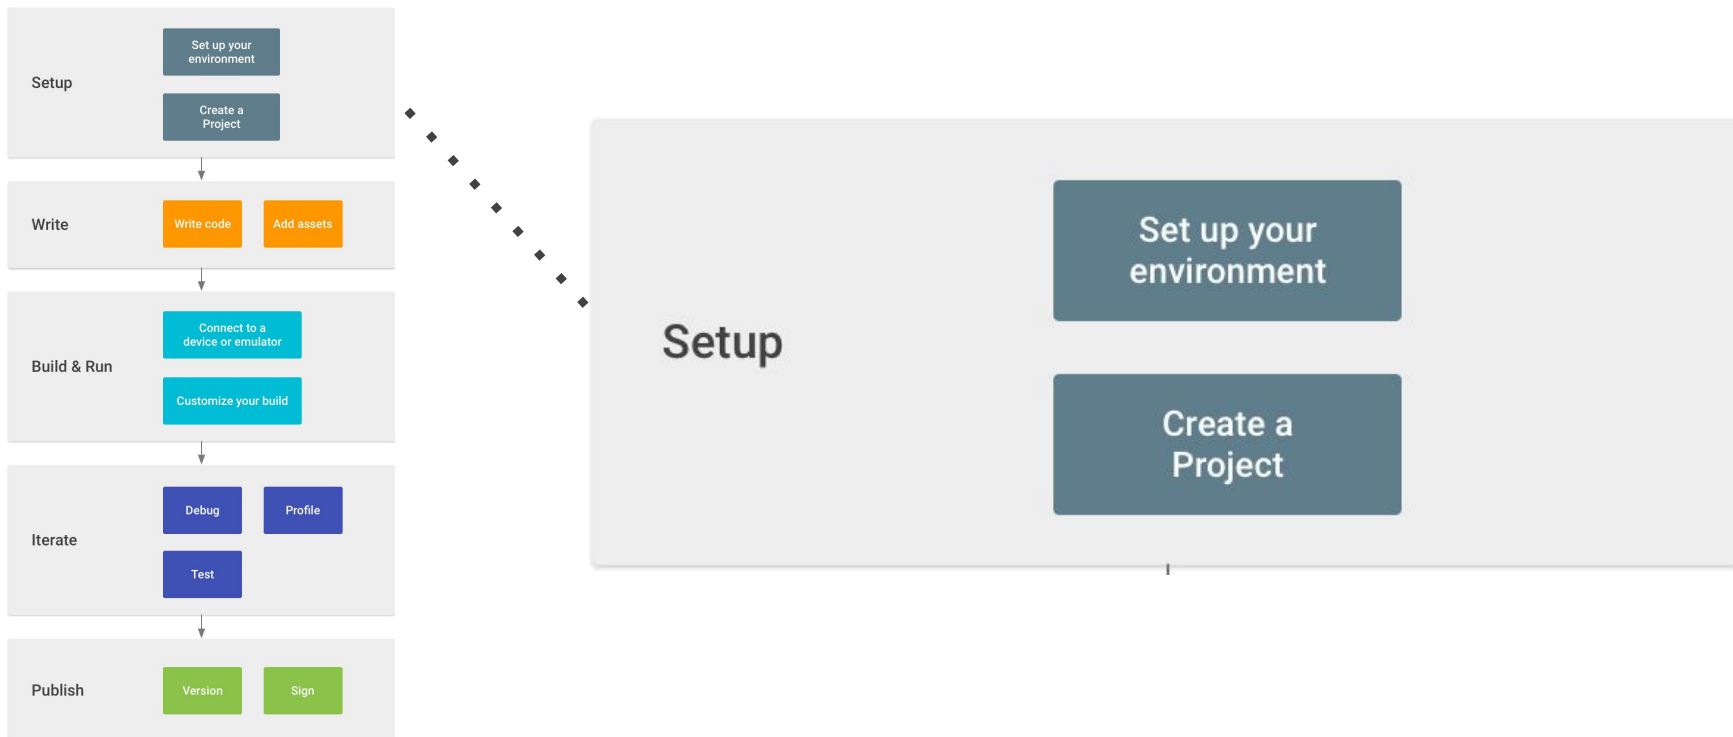 Setup
Set up your
environment
Create a
Project
Write
Write code
Add assets
Build & Run
Connect to a
device or emulator
Customize your build
Iterate
Debug
Profile
Test
Publish
Version
Sign
Setup
Set up your
environment
Create a
Project